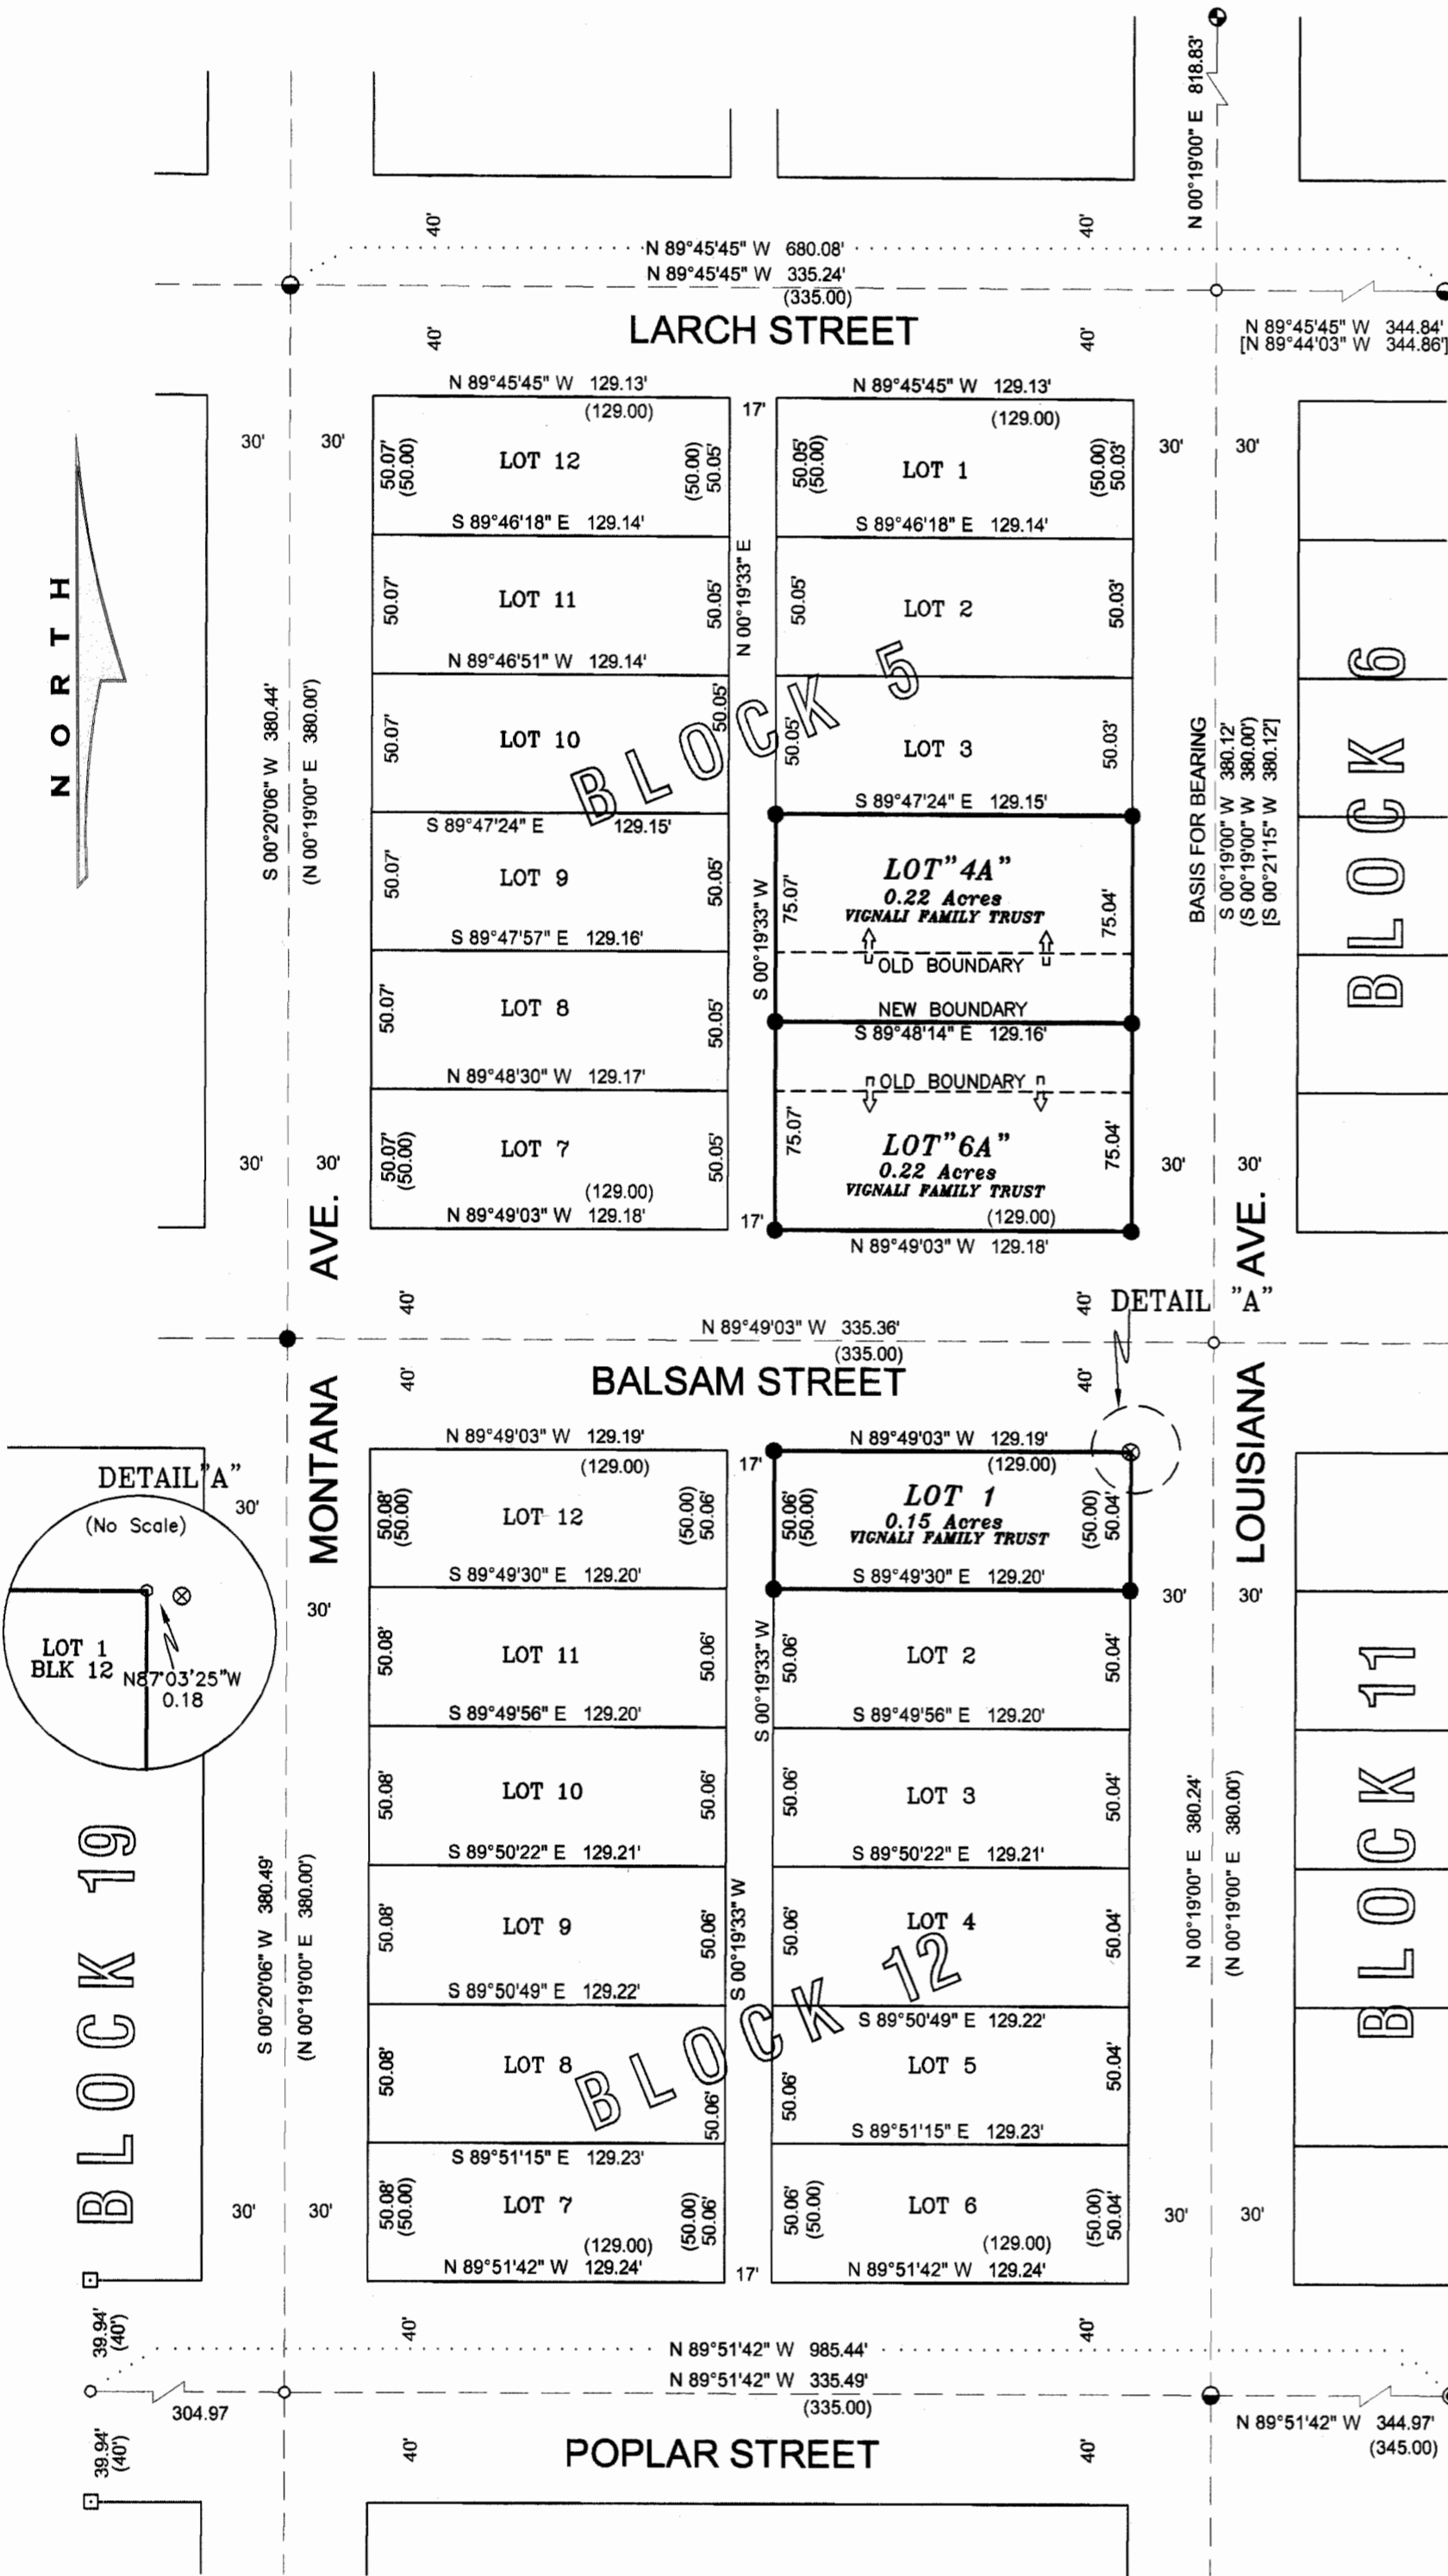 N 00°19'00" E 818.83'
40'
40'
N 89°45'45" W 680.08'
N 89°45'45" W 335.24'
(335.00)
LARCH STREET
40'
40'
N 89°45'45" W 344.84'
[N 89°44'03" W 344.86']
N 89°45'45" W 129.13'
(129.00)
17'
N 89°45'45" W 129.13'
(129.00)
30'
30'
30'
30'
50.07'
(50.00)
LOT 12
(50.00)
50.05'
50.05'
(50.00)
LOT 1
(50.00)
50.03'
S 89°46'18" E 129.14'
S 89°46'18" E 129.14'
NORTH
50.07'
LOT 11
50.05'
N 00°19'33" E
50.05'
LOT 2
50.03'
N 89°46'51" W 129.14'
BLOCK 5
BLOCK 6
S 00°20'06" W 380.44'
(N 00°19'00" E 380.00')
50.07'
LOT 10
50.05'
50.05'
LOT 3
50.03'
BASIS FOR BEARING
S 00°19'00" W 380.12'
(S 00°19'00" W 380.00')
[S 00°21'15" W 380.12']
S 89°47'24" E 129.15'
S 89°47'24" E 129.15'
50.07'
LOT 9
50.05'
S 00°19'33" W
75.07'
LOT"4A"
0.22 Acres
VIGNALI FAMILY TRUST
75.04'
S 89°47'57" E 129.16'
OLD BOUNDARY
50.07'
LOT 8
50.05'
NEW BOUNDARY
S 89°48'14" E 129.16'
N 89°48'30" W 129.17'
OLD BOUNDARY
50.07'
(50.00)
LOT 7
50.05'
75.07'
LOT"6A"
0.22 Acres
VIGNALI FAMILY TRUST
75.04'
30'
30'
30'
30'
(129.00)
N 89°49'03" W 129.18'
17'
(129.00)
N 89°49'03" W 129.18'
MONTANA AVE.
LOUISIANA AVE.
40'
40'
DETAIL "A"
N 89°49'03" W 335.36'
(335.00)
BALSAM STREET
40'
40'
N 89°49'03" W 129.19'
(129.00)
17'
N 89°49'03" W 129.19'
(129.00)
DETAIL"A"
(No Scale)
LOT 1
BLK 12
N87°03'25"W
0.18
30'
30'
50.08'
(50.00)
LOT 12
(50.00)
50.06'
50.06'
(50.00)
LOT 1
0.15 Acres
VIGNALI FAMILY TRUST
(50.00)
50.04'
S 89°49'30" E 129.20'
S 89°49'30" E 129.20'
30'
30'
50.08'
LOT 11
50.06'
S 00°19'33" W
50.06'
LOT 2
50.04'
S 89°49'56" E 129.20'
S 89°49'56" E 129.20'
BLOCK 19
BLOCK 11
50.08'
LOT 10
50.06'
50.06'
LOT 3
50.04'
S 89°50'22" E 129.21'
S 89°50'22" E 129.21'
S 00°20'06" W 380.49'
(N 00°19'00" E 380.00')
50.08'
LOT 9
50.06'
S 00°19'33" W
50.06'
LOT 4
50.04'
N 00°19'00" E 380.24'
(N 00°19'00" E 380.00')
BLOCK 12
S 89°50'49" E 129.22'
S 89°50'49" E 129.22'
50.08'
LOT 8
50.06'
50.06'
LOT 5
50.04'
S 89°51'15" E 129.23'
S 89°51'15" E 129.23'
30'
30'
50.08'
(50.00)
LOT 7
(50.00)
50.06'
50.06'
(50.00)
LOT 6
(50.00)
50.04'
30'
30'
(129.00)
N 89°51'42" W 129.24'
17'
(129.00)
N 89°51'42" W 129.24'
39.94'
(40')
40'
40'
N 89°51'42" W 985.44'
N 89°51'42" W 335.49'
(335.00)
304.97
N 89°51'42" W 344.97'
(345.00)
39.94'
(40')
40'
POPLAR STREET
40'